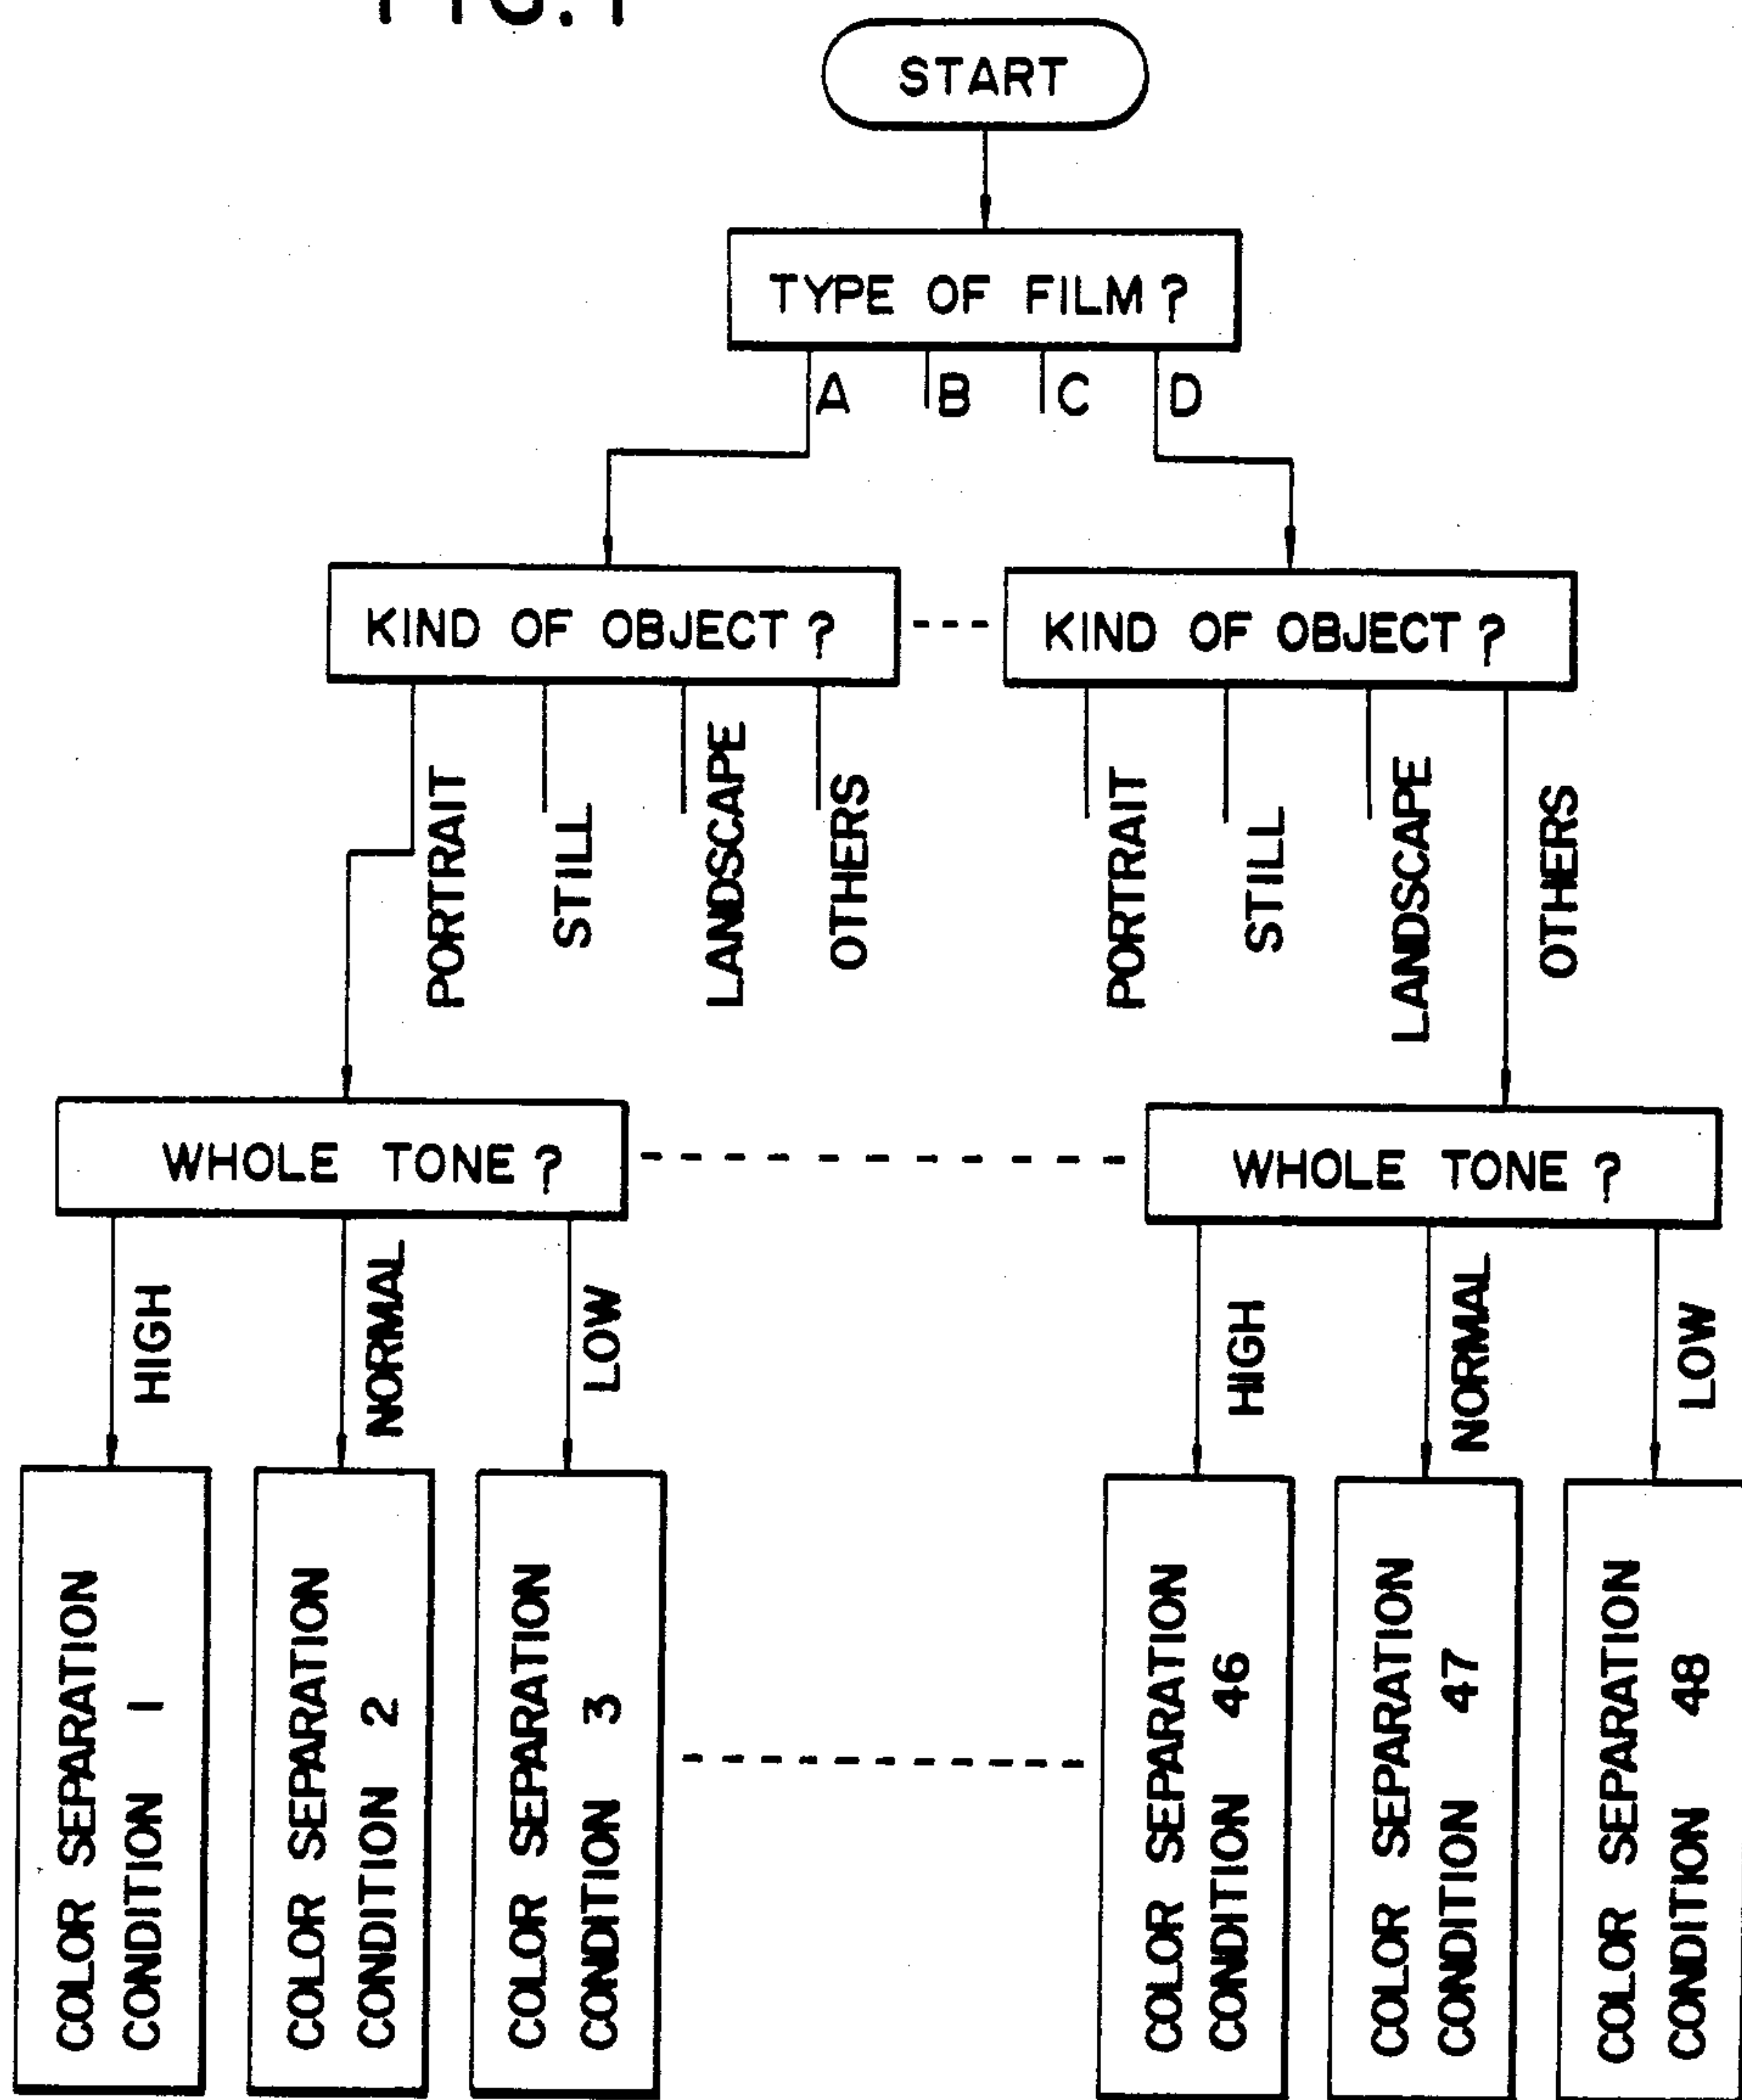 FIG. 1
START
TYPE OF FILM ?
A
B
C
D
KIND OF OBJECT ?
KIND OF OBJECT ?
PORTRAIT
STILL
LANDSCAPE
OTHERS
PORTRAIT
STILL
LANDSCAPE
OTHERS
WHOLE TONE ?
WHOLE TONE ?
HIGH
NORMAL
LOW
HIGH
NORMAL
LOW
COLOR SEPARATION
CONDITION 1
COLOR SEPARATION
CONDITION 2
COLOR SEPARATION
CONDITION 3
COLOR SEPARATION
CONDITION 46
COLOR SEPARATION
CONDITION 47
COLOR SEPARATION
CONDITION 48